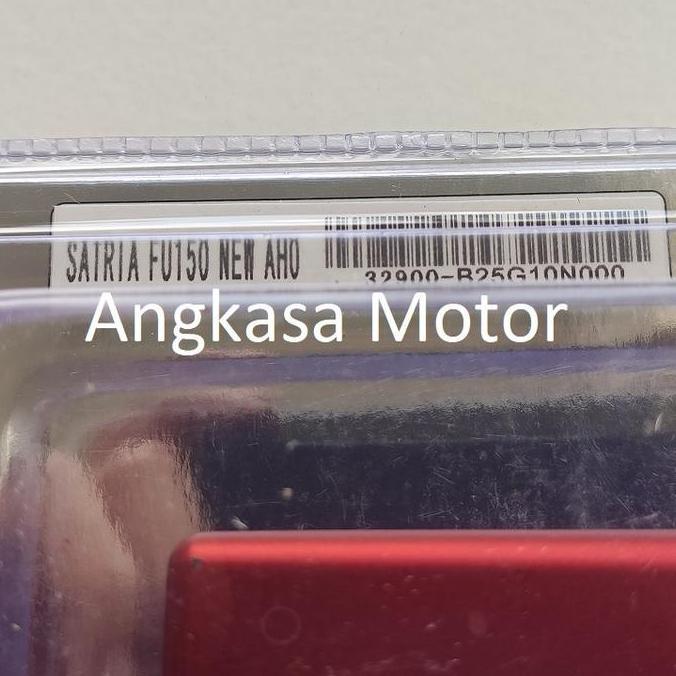 SATRIA FU150 NEW AHO
32900-B25G10N000
Angkasa Motor